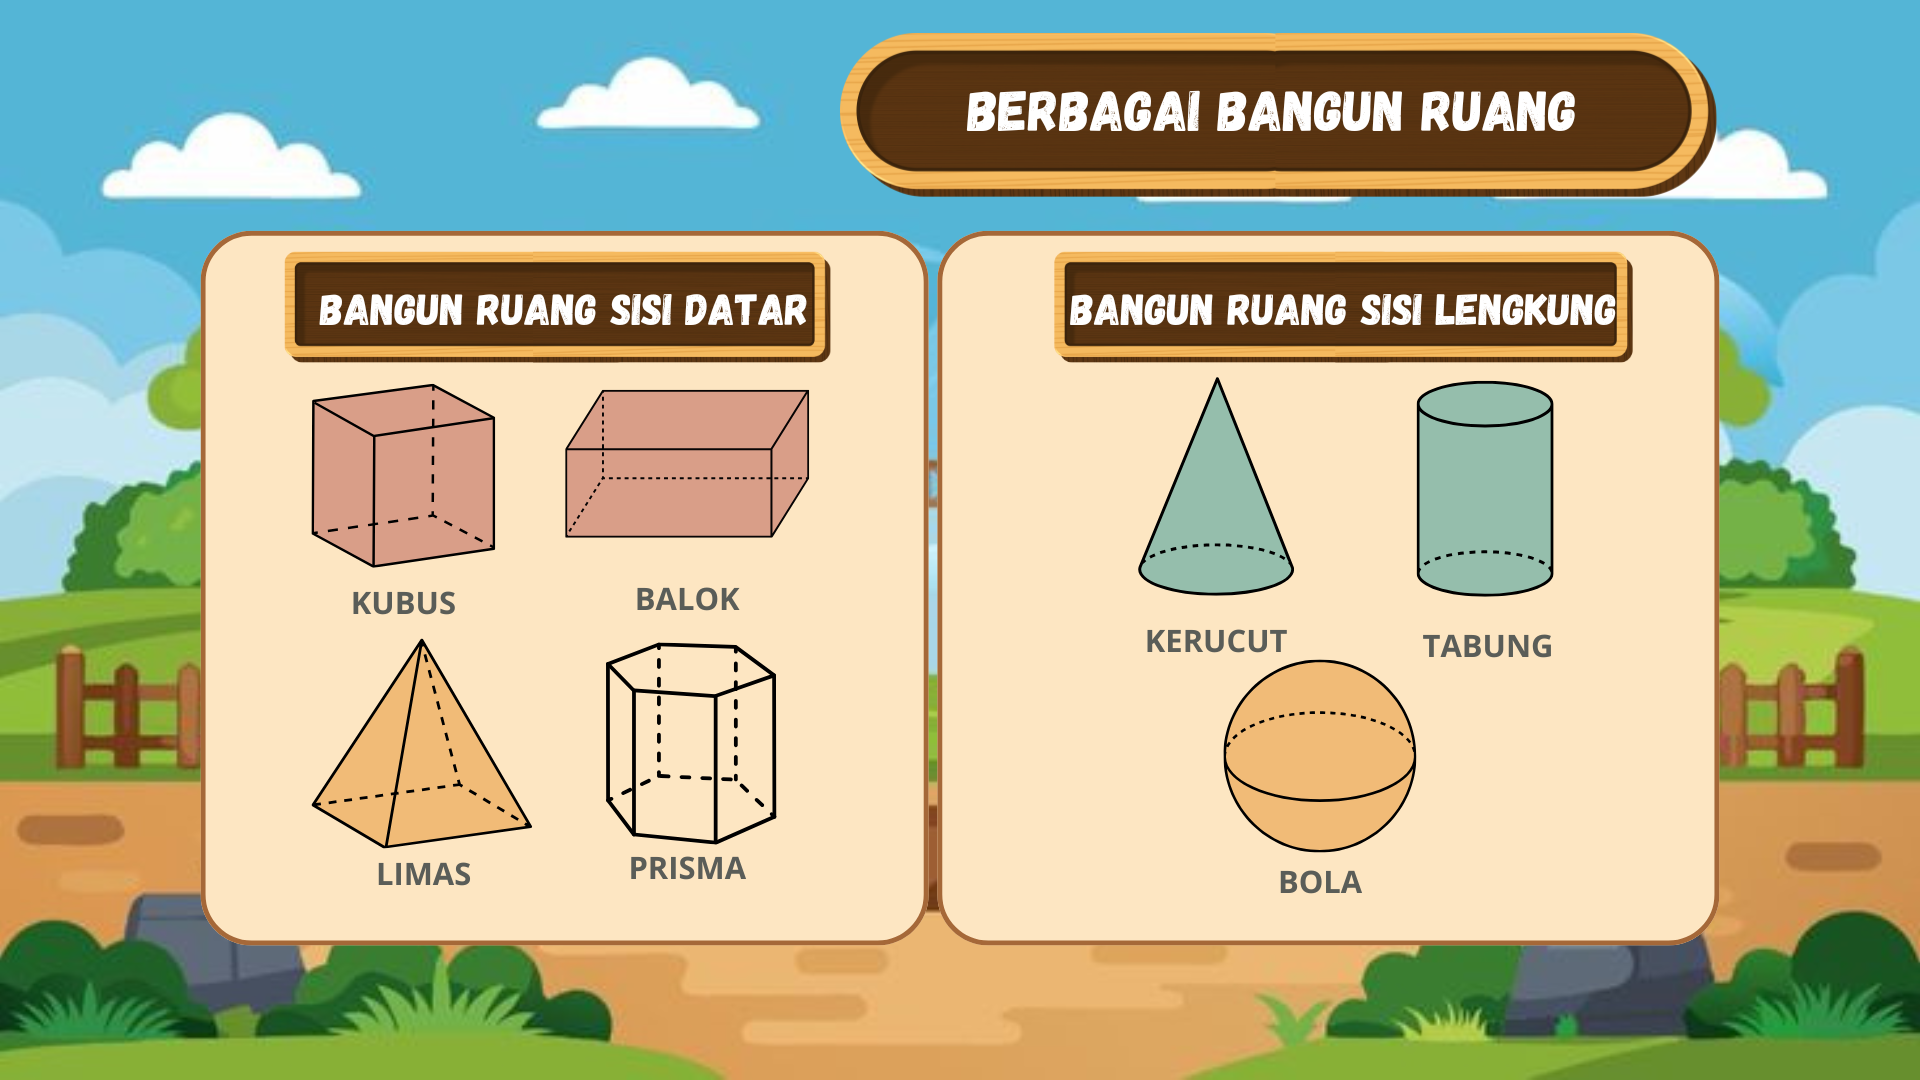 BERBAGAI BANGUN RUANG
BANGUN RUANG SISI DATAR
KUBUS
BALOK
LIMAS
PRISMA
BANGUN RUANG SISI LENGKUNG
KERUCUT
TABUNG
BOLA